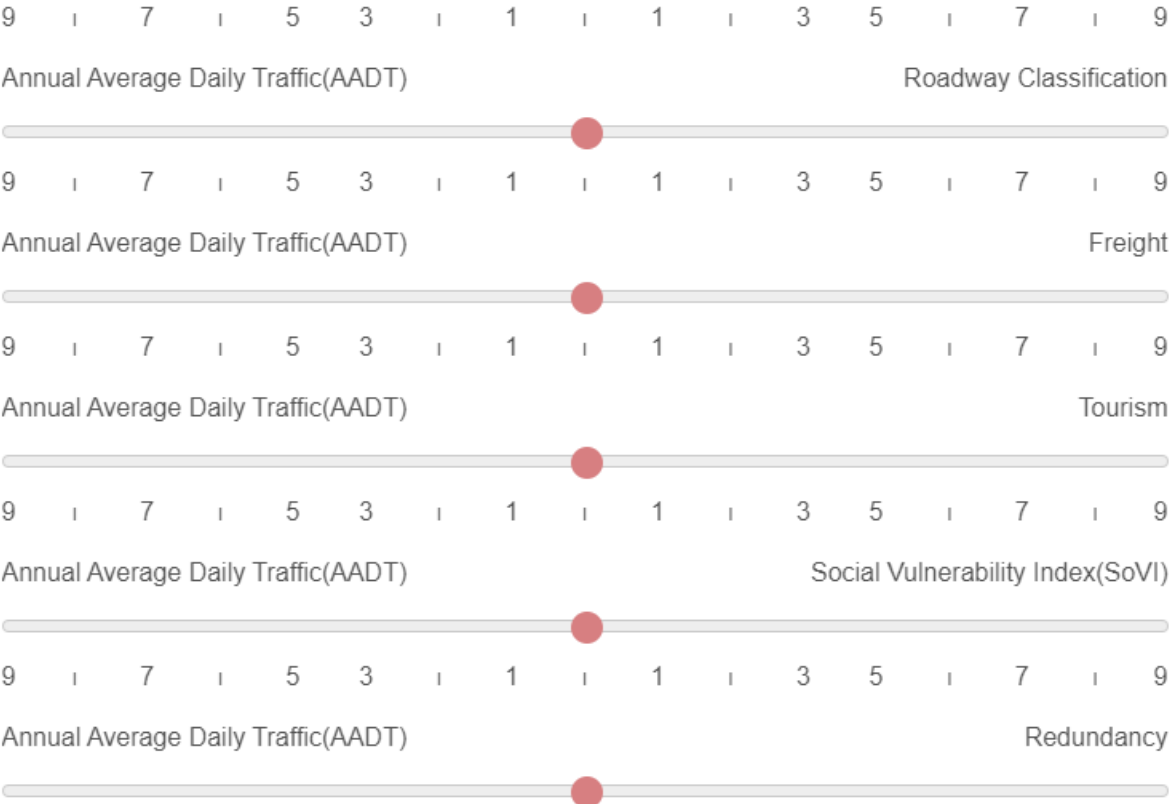 9 ı 7 ı 5 3 ı 1 ı 1 ı 3 5 ı 7 ı 9
Annual Average Daily Traffic(AADT) Roadway Classification
9 ı 7 ı 5 3 ı 1 ı 1 ı 3 5 ı 7 ı 9
Annual Average Daily Traffic(AADT) Freight
9 ı 7 ı 5 3 ı 1 ı 1 ı 3 5 ı 7 ı 9
Annual Average Daily Traffic(AADT) Tourism
9 ı 7 ı 5 3 ı 1 ı 1 ı 3 5 ı 7 ı 9
Annual Average Daily Traffic(AADT) Social Vulnerability Index(SoVI)
9 ı 7 ı 5 3 ı 1 ı 1 ı 3 5 ı 7 ı 9
Annual Average Daily Traffic(AADT) Redundancy